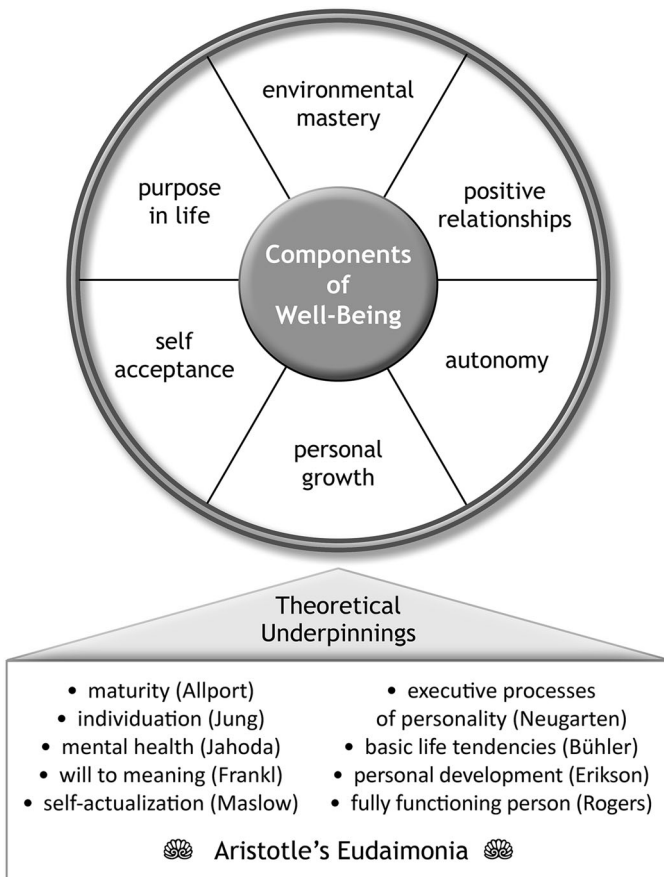 environmental
mastery
positive
relationships
autonomy
personal
growth
self
acceptance
purpose
in life
Components
of
Well-Being
Theoretical
Underpinnings
• maturity (Allport)
• individuation (Jung)
• mental health (Jahoda)
• will to meaning (Frankl)
• self-actualization (Maslow)
• executive processes
of personality (Neugarten)
• basic life tendencies (Bühler)
• personal development (Erikson)
• fully functioning person (Rogers)
Aristotle’s Eudaimonia